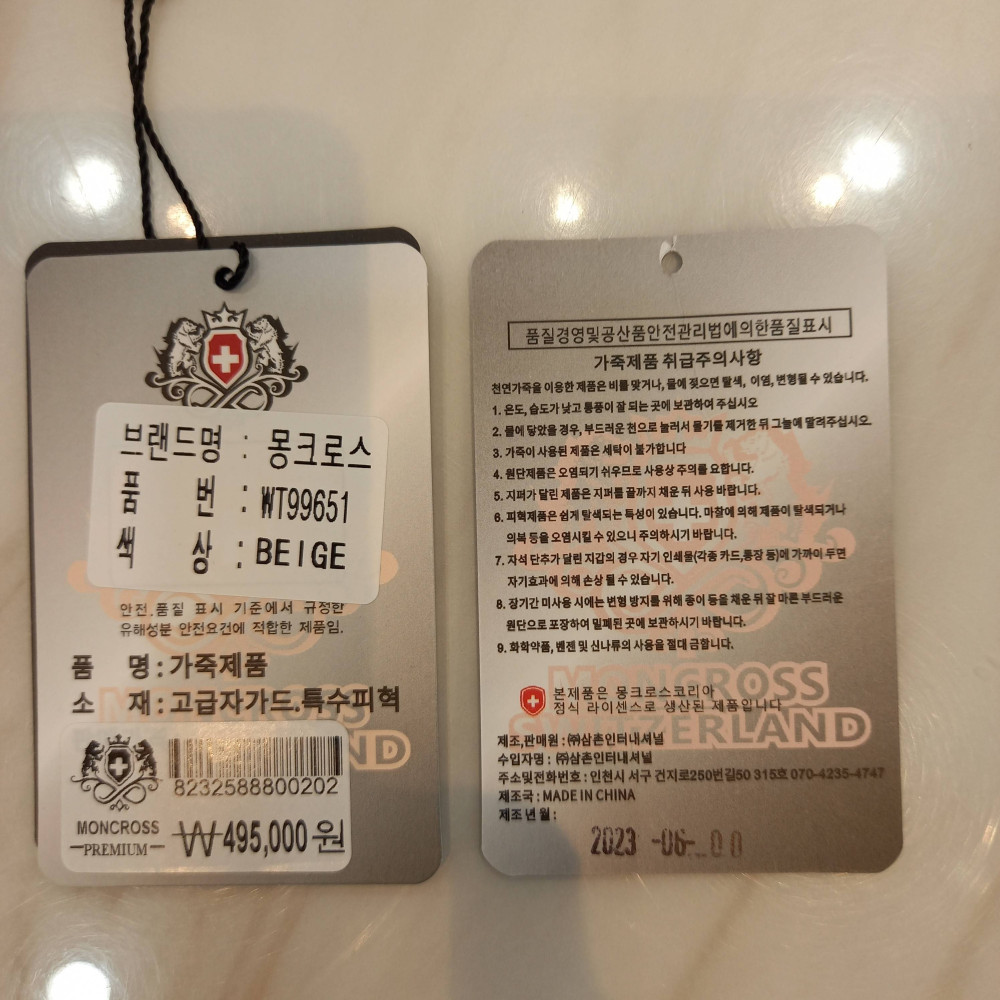 브랜드명 : 몽크로스
품 번 : WT99651
색 상 : BEIGE
안전.품질 표시 기준에서 규정한
유해성분 안전요건에 적합한 제품임.
품 명 : 가죽제품
소 재 : 고급자가드.특수피혁
MONCROSS
8232588800202
MONCROSS
PREMIUM
₩ 495,000 원
품질경영및공산품안전관리법에의한품질표시
가죽제품 취급주의사항
천연가죽을 이용한 제품은 비를 맞거나, 물에 젖으면 탈색, 이염, 변형될 수 있습니다.
1. 온도, 습도가 낮고 통풍이 잘 되는 곳에 보관하여 주십시오
2. 물에 닿았을 경우, 부드러운 천으로 눌러서 물기를 제거한 뒤 그늘에 말려주십시오.
3. 가죽이 사용된 제품은 세탁이 불가합니다
4. 원단제품은 오염되기 쉬우므로 사용상 주의를 요합니다.
5. 지퍼가 달린 제품은 지퍼를 끝까지 채운 뒤 사용 바랍니다.
6. 피혁제품은 쉽게 탈색되는 특성이 있습니다. 마찰에 의해 제품이 탈색되거나
의복 등을 오염시킬 수 있으니 주의하시기 바랍니다.
7. 자석 단추가 달린 지갑의 경우 자기 인쇄물(각종 카드,통장 등)에 가까이 두면
자기효과에 의해 손상 될 수 있습니다.
8. 장기간 미사용 시에는 변형 방지를 위해 종이 등을 채운 뒤 잘 마른 부드러운
원단으로 포장하여 밀폐된 곳에 보관하시기 바랍니다.
9. 화학약품, 벤젠 및 신나류의 사용을 절대 금합니다.
MONCROSS
SWITZERLAND
본제품은 몽크로스코리아
정식 라이센스로 생산된 제품입니다
제조,판매원 : ㈜삼촌인터내셔널
수입자명 : ㈜삼촌인터내셔널
주소및전화번호 : 인천시 서구 건지로250번길50 315호 070-4235-4747
제조국 : MADE IN CHINA
제조년월 :
2023 -06-